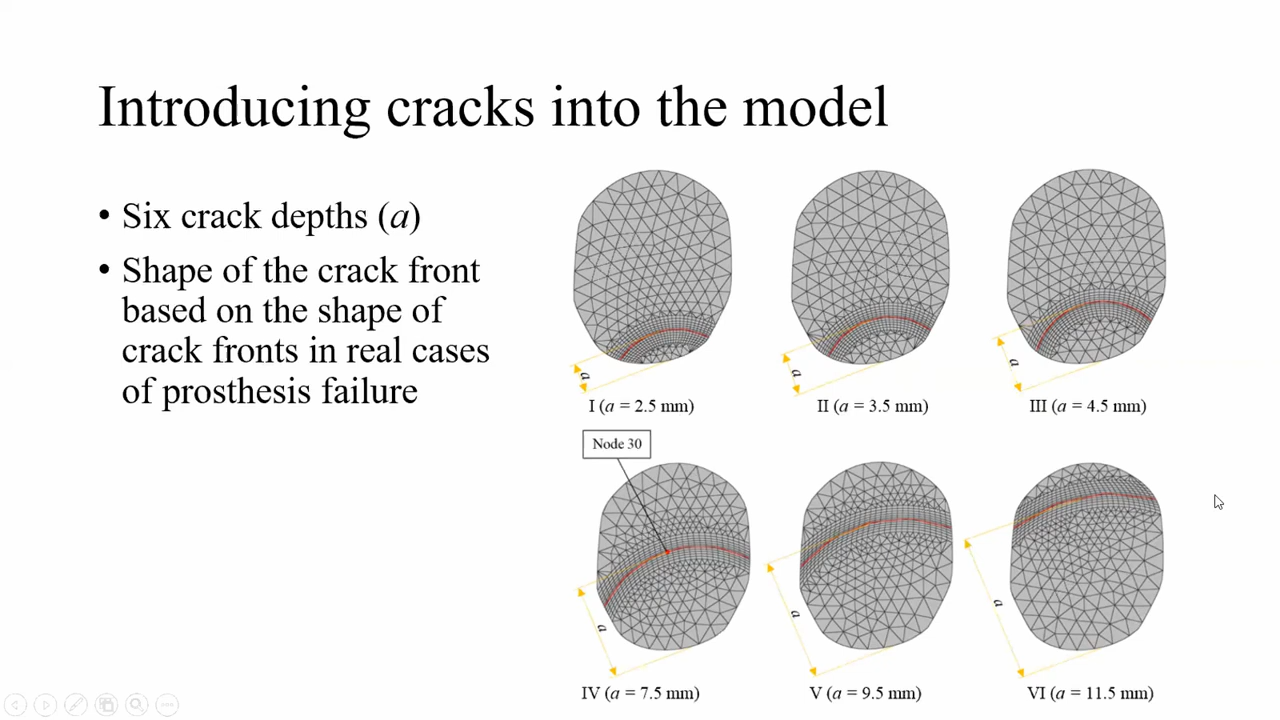 Introducing cracks into the model
• Six crack depths (a)
• Shape of the crack front
based on the shape of
crack fronts in real cases
of prosthesis failure
a
a
a
I (a = 2.5 mm)
II (a = 3.5 mm)
III (a = 4.5 mm)
Node 30
a
a
a
IV (a = 7.5 mm)
V (a = 9.5 mm)
VI (a = 11.5 mm)